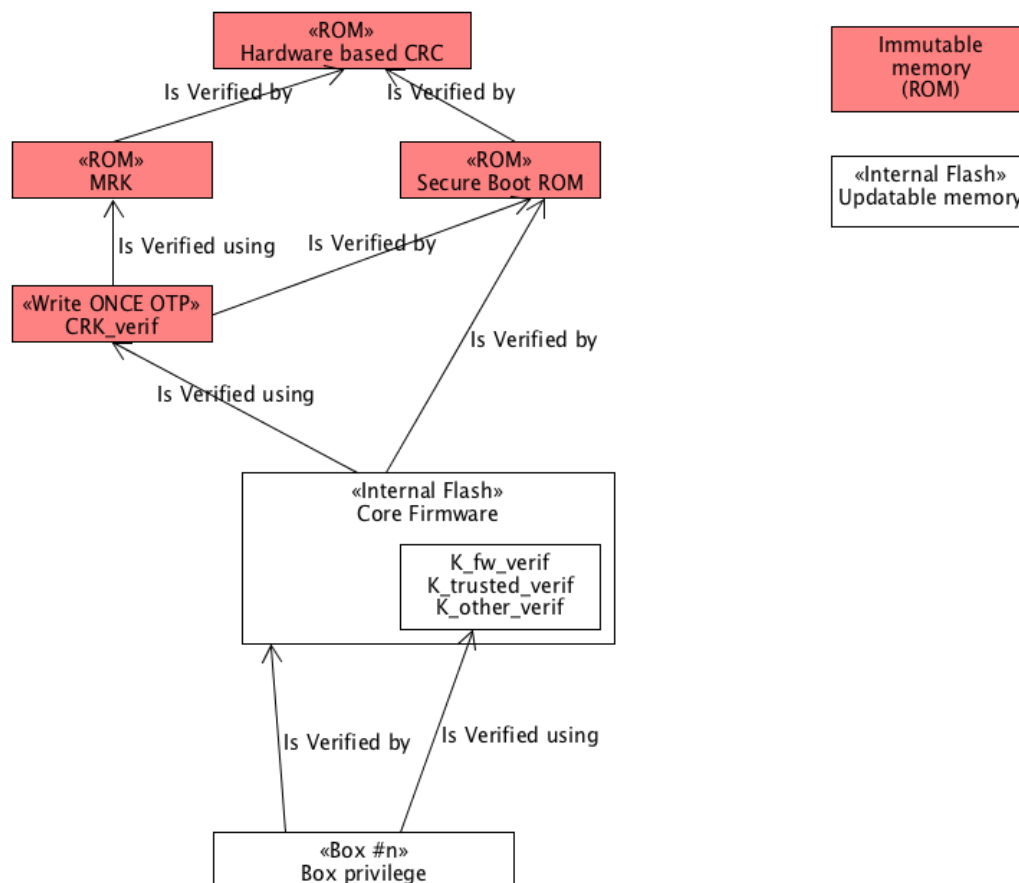 «ROM»
Hardware based CRC
Immutable
memory
(ROM)
Is Verified by
Is Verified by
«ROM»
MRK
«ROM»
Secure Boot ROM
«Internal Flash»
Updatable memory
Is Verified using
Is Verified by
«Write ONCE OTP»
CRK_verif
Is Verified by
Is Verified using
«Internal Flash»
Core Firmware
K_fw_verif
K_trusted_verif
K_other_verif
Is Verified by
Is Verified using
«Box #n»
Box privilege